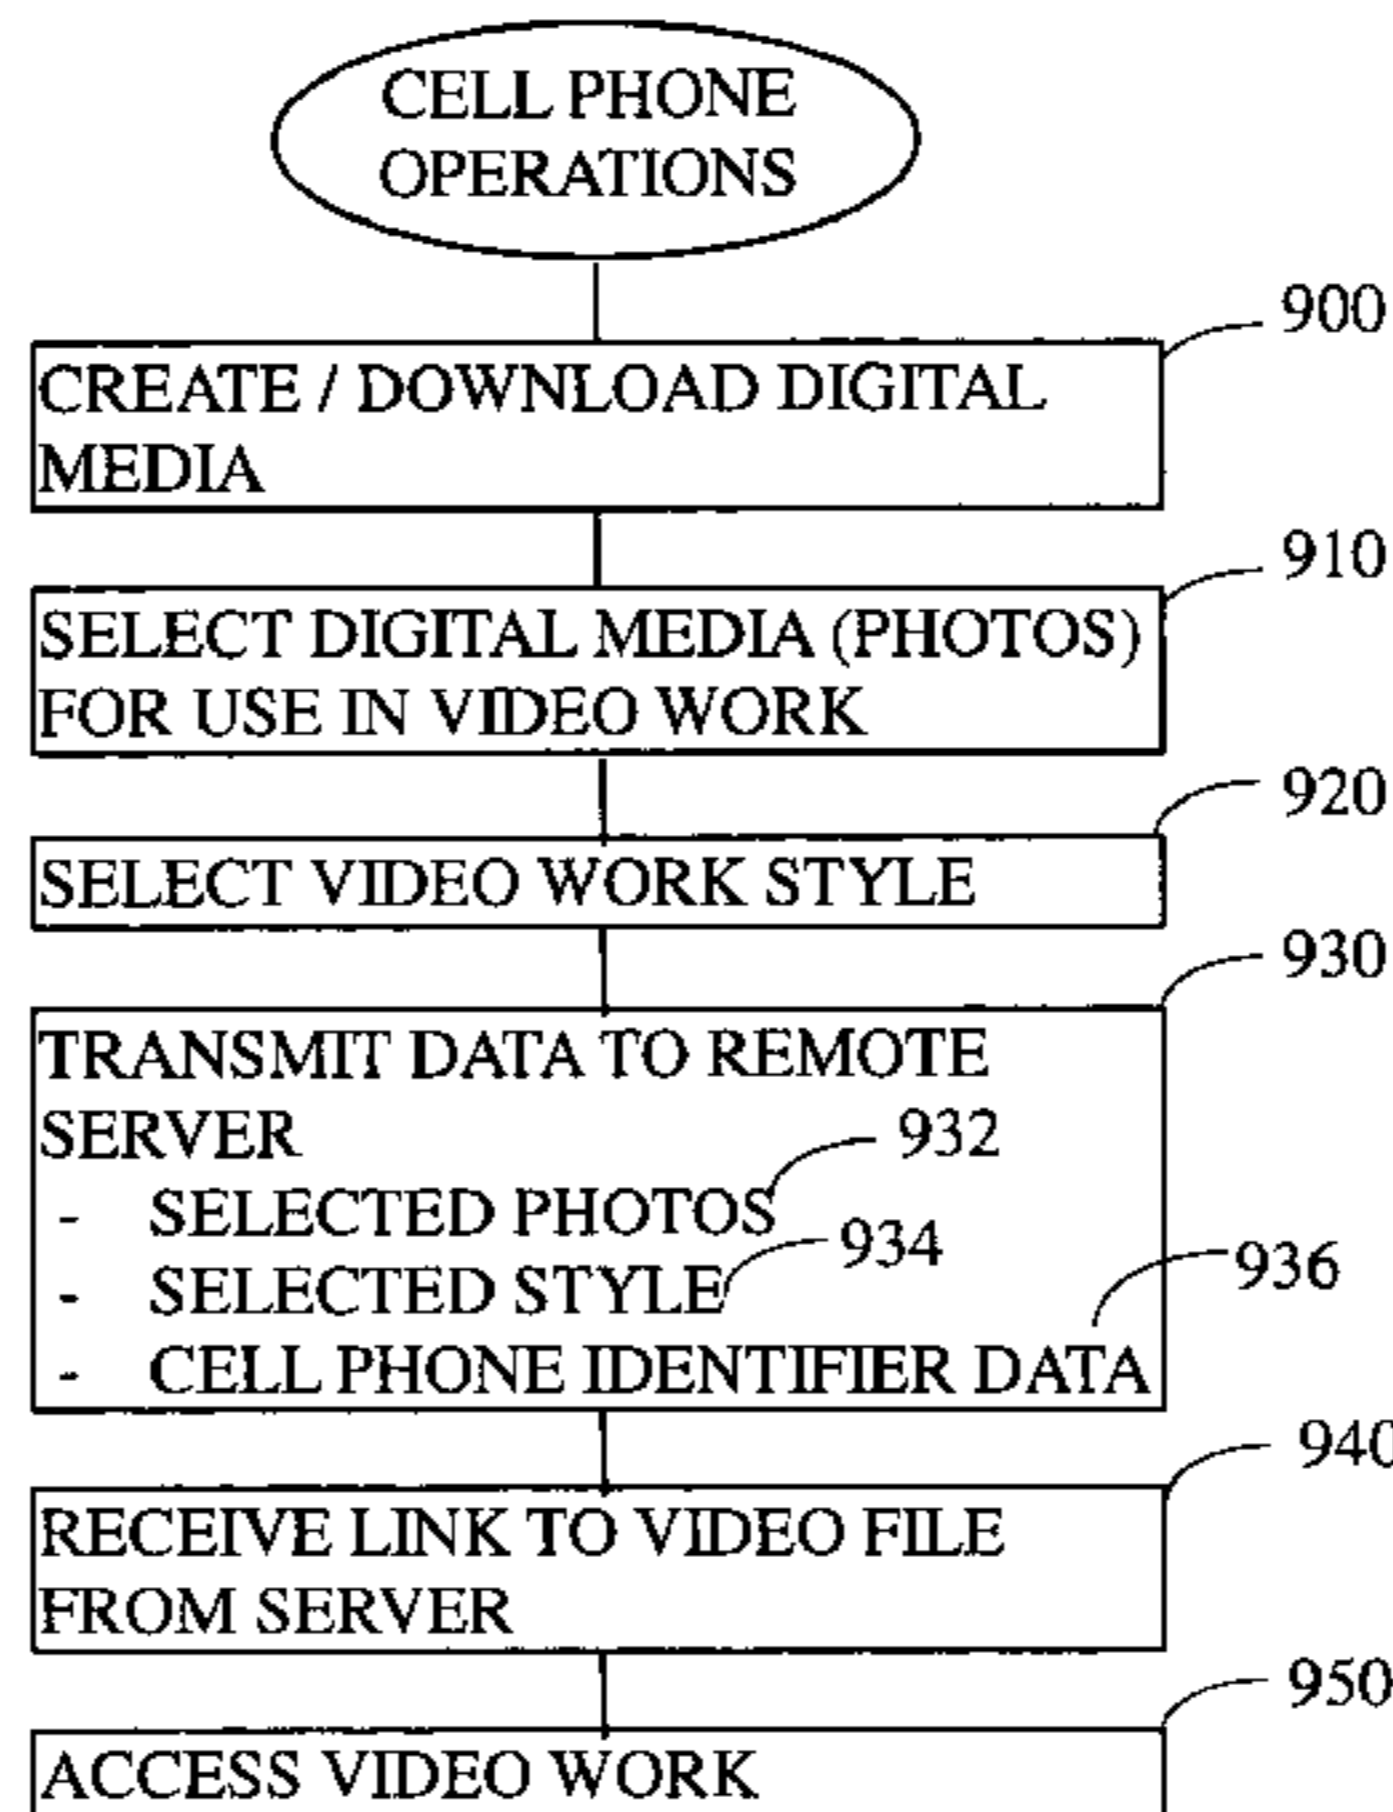 CELL PHONE
OPERATIONS
900
CREATE / DOWNLOAD DIGITAL
MEDIA
910
SELECT DIGITAL MEDIA (PHOTOS)
FOR USE IN VIDEO WORK
920
SELECT VIDEO WORK STYLE
930
TRANSMIT DATA TO REMOTE
SERVER
932
- SELECTED PHOTOS
934
- SELECTED STYLE
936
- CELL PHONE IDENTIFIER DATA
940
RECEIVE LINK TO VIDEO FILE
FROM SERVER
950
ACCESS VIDEO WORK